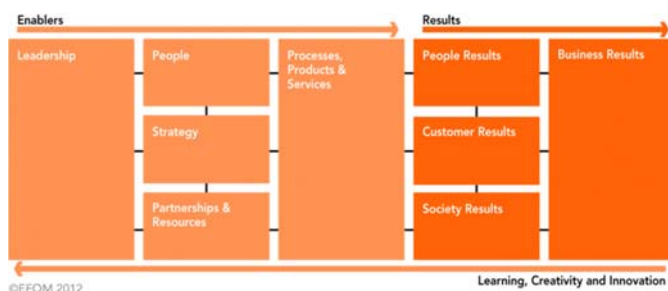 Enablers
Results
Leadership
People
Processes,
Products &
Services
People Results
Business Results
Strategy
Customer Results
Partnerships &
Resources
Society Results
Learning, Creativity and Innovation
©EFQM 2012